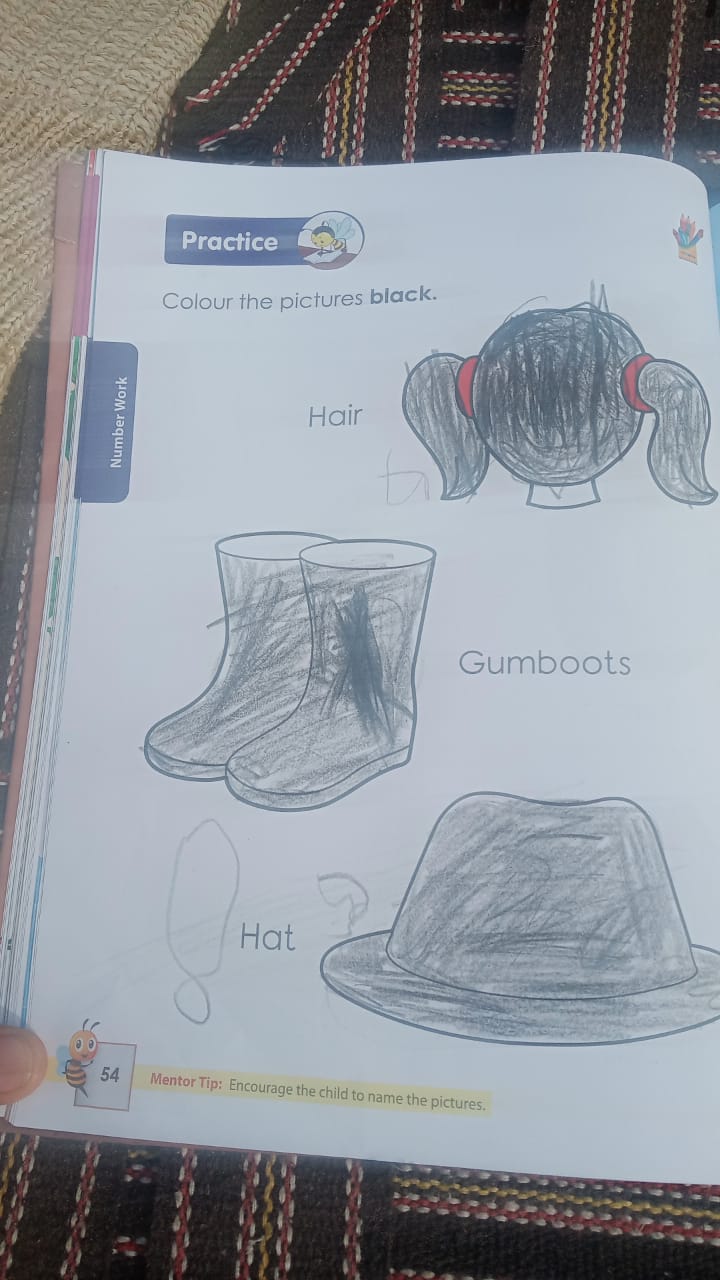 Practice
Colour the pictures black.
Number Work
Hair
Gumboots
Hat
54
Mentor Tip: Encourage the child to name the pictures.